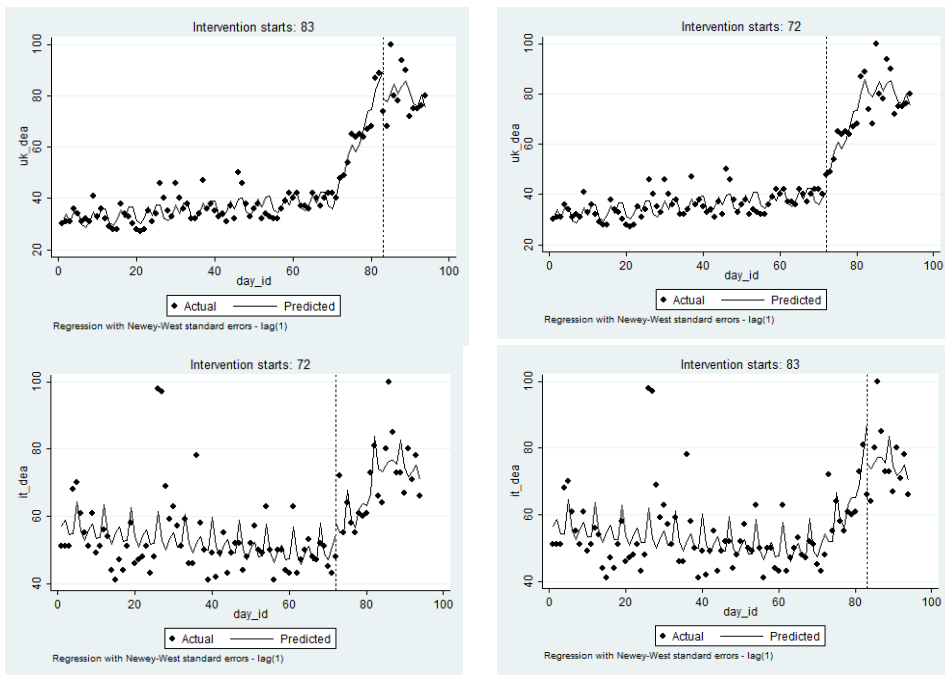 Intervention starts: 83
100
80
60
40
20
uk_dea
0 20 40 60 80 100
day_id
Actual Predicted
Regression with Newey-West standard errors - lag(1)
Intervention starts: 72
100
80
60
40
20
uk_dea
0 20 40 60 80 100
day_id
Actual Predicted
Regression with Newey-West standard errors - lag(1)
Intervention starts: 72
100
80
60
40
it_dea
0 20 40 60 80 100
day_id
Actual Predicted
Regression with Newey-West standard errors - lag(1)
Intervention starts: 83
100
80
60
40
it_dea
0 20 40 60 80 100
day_id
Actual Predicted
Regression with Newey-West standard errors - lag(1)